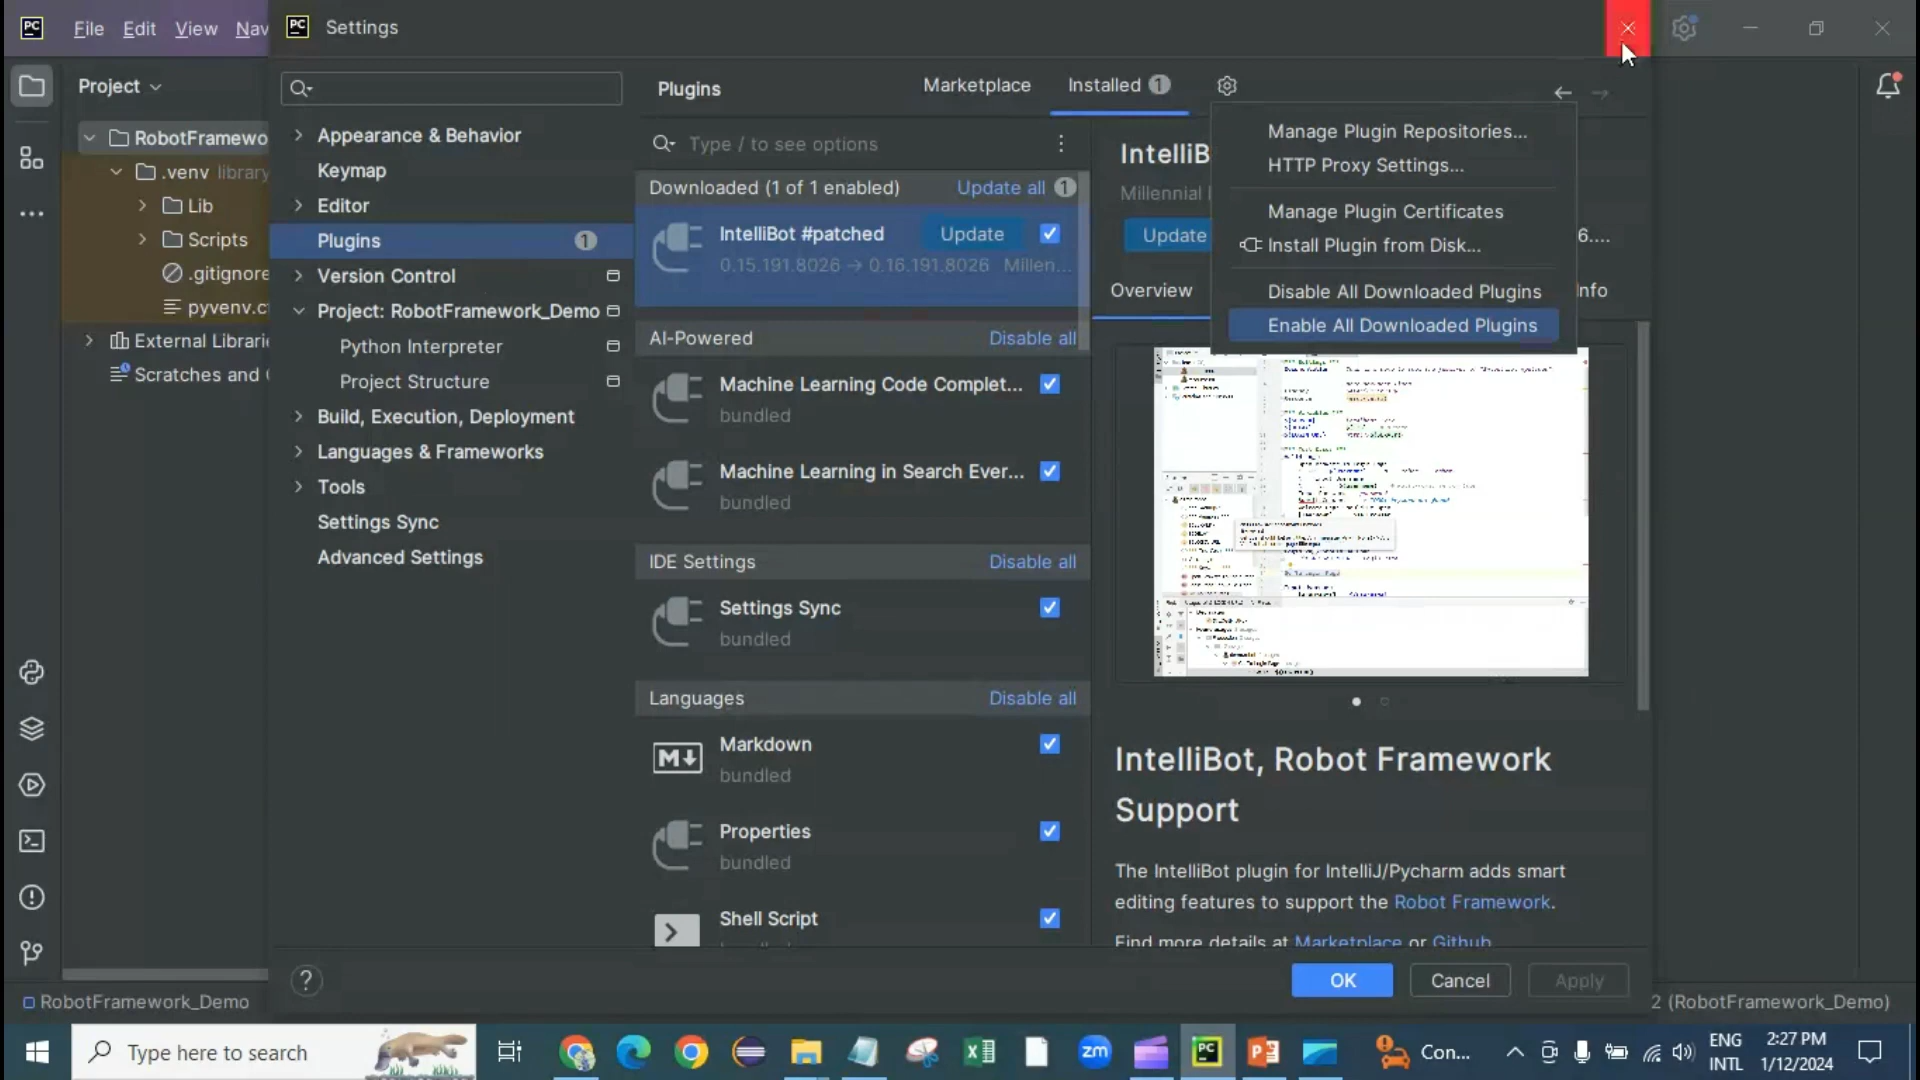 PC File Edit View Nav
PC Settings
Project
RobotFramewo
.venv library
Lib
Scripts
.gitignore
pyvenv.c
External Librari
Scratches and
Appearance & Behavior
Keymap
Editor
Plugins 1
Version Control
Project: RobotFramework_Demo
Python Interpreter
Project Structure
Build, Execution, Deployment
Languages & Frameworks
Tools
Settings Sync
Advanced Settings
Plugins Marketplace Installed 1
Type / to see options
Downloaded (1 of 1 enabled) Update all 1
IntelliBot #patched Update
0.15.191.8026 → 0.16.191.8026 Millen...
AI-Powered Disable all
Machine Learning Code Complet...
bundled
Machine Learning in Search Ever...
bundled
IDE Settings Disable all
Settings Sync
bundled
Languages Disable all
M↓ Markdown
bundled
Properties
bundled
Shell Script
IntelliB
Millennial
Update
6....
Overview
nfo
Manage Plugin Repositories...
HTTP Proxy Settings...
Manage Plugin Certificates
Install Plugin from Disk...
Disable All Downloaded Plugins
Enable All Downloaded Plugins
IntelliBot, Robot Framework
Support
The IntelliBot plugin for IntelliJ/Pycharm adds smart
editing features to support the Robot Framework.
Find more details at Marketplace or Github
? OK Cancel Apply
RobotFramework_Demo
2 (RobotFramework_Demo)
Type here to search
zm
PC
Con...
ENG
INTL
2:27 PM
1/12/2024